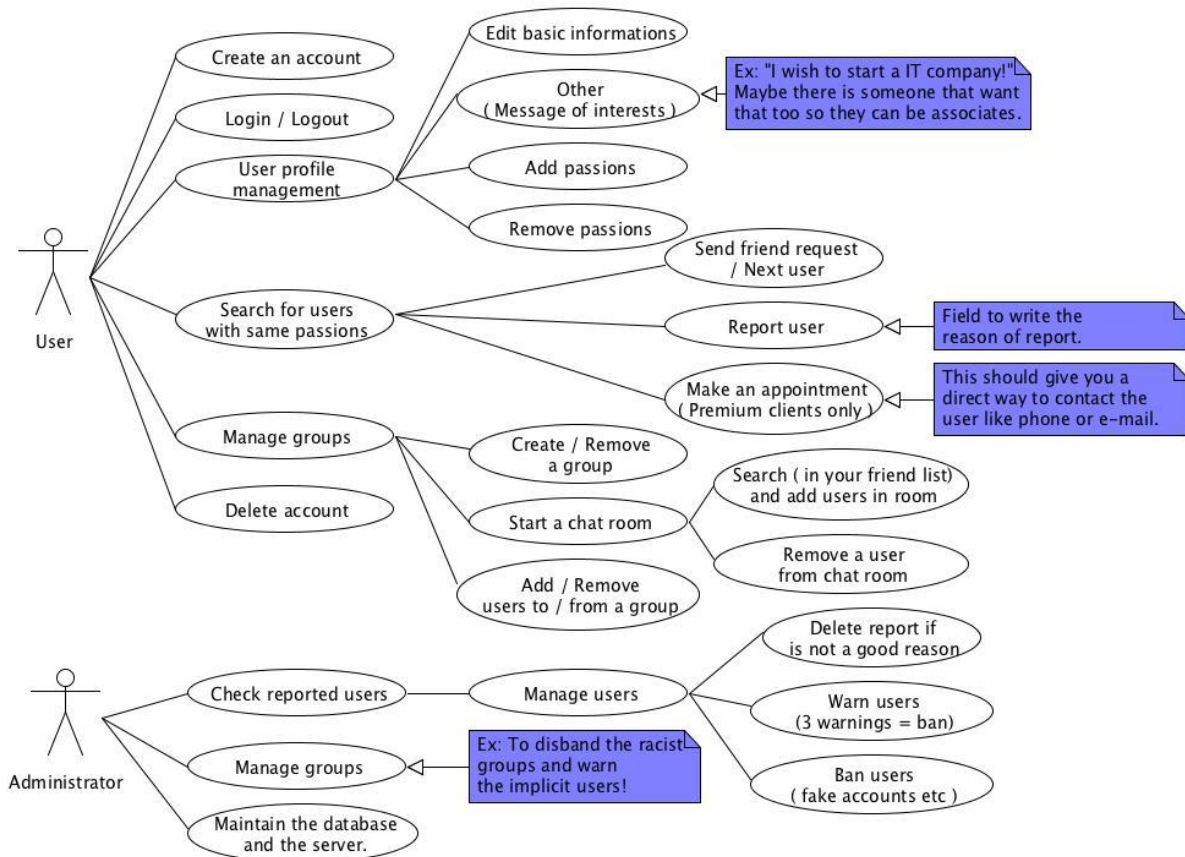 Edit basic informations
Create an account
Ex: "I wish to start a IT company!"
Maybe there is someone that want
that too so they can be associates.
Other
( Message of interests )
Login / Logout
User profile
management
Add passions
Remove passions
Send friend request
/ Next user
Search for users
with same passions
Report user
Field to write the
reason of report.
User
Make an appointment
( Premium clients only )
This should give you a
direct way to contact the
user like phone or e-mail.
Manage groups
Create / Remove
a group
Search ( in your friend list)
and add users in room
Delete account
Start a chat room
Remove a user
from chat room
Add / Remove
users to / from a group
Delete report if
is not a good reason
Check reported users
Manage users
Warn users
(3 warnings = ban)
Administrator
Manage groups
Ex: To disband the racist
groups and warn
the implicit users!
Ban users
( fake accounts etc )
Maintain the database
and the server.